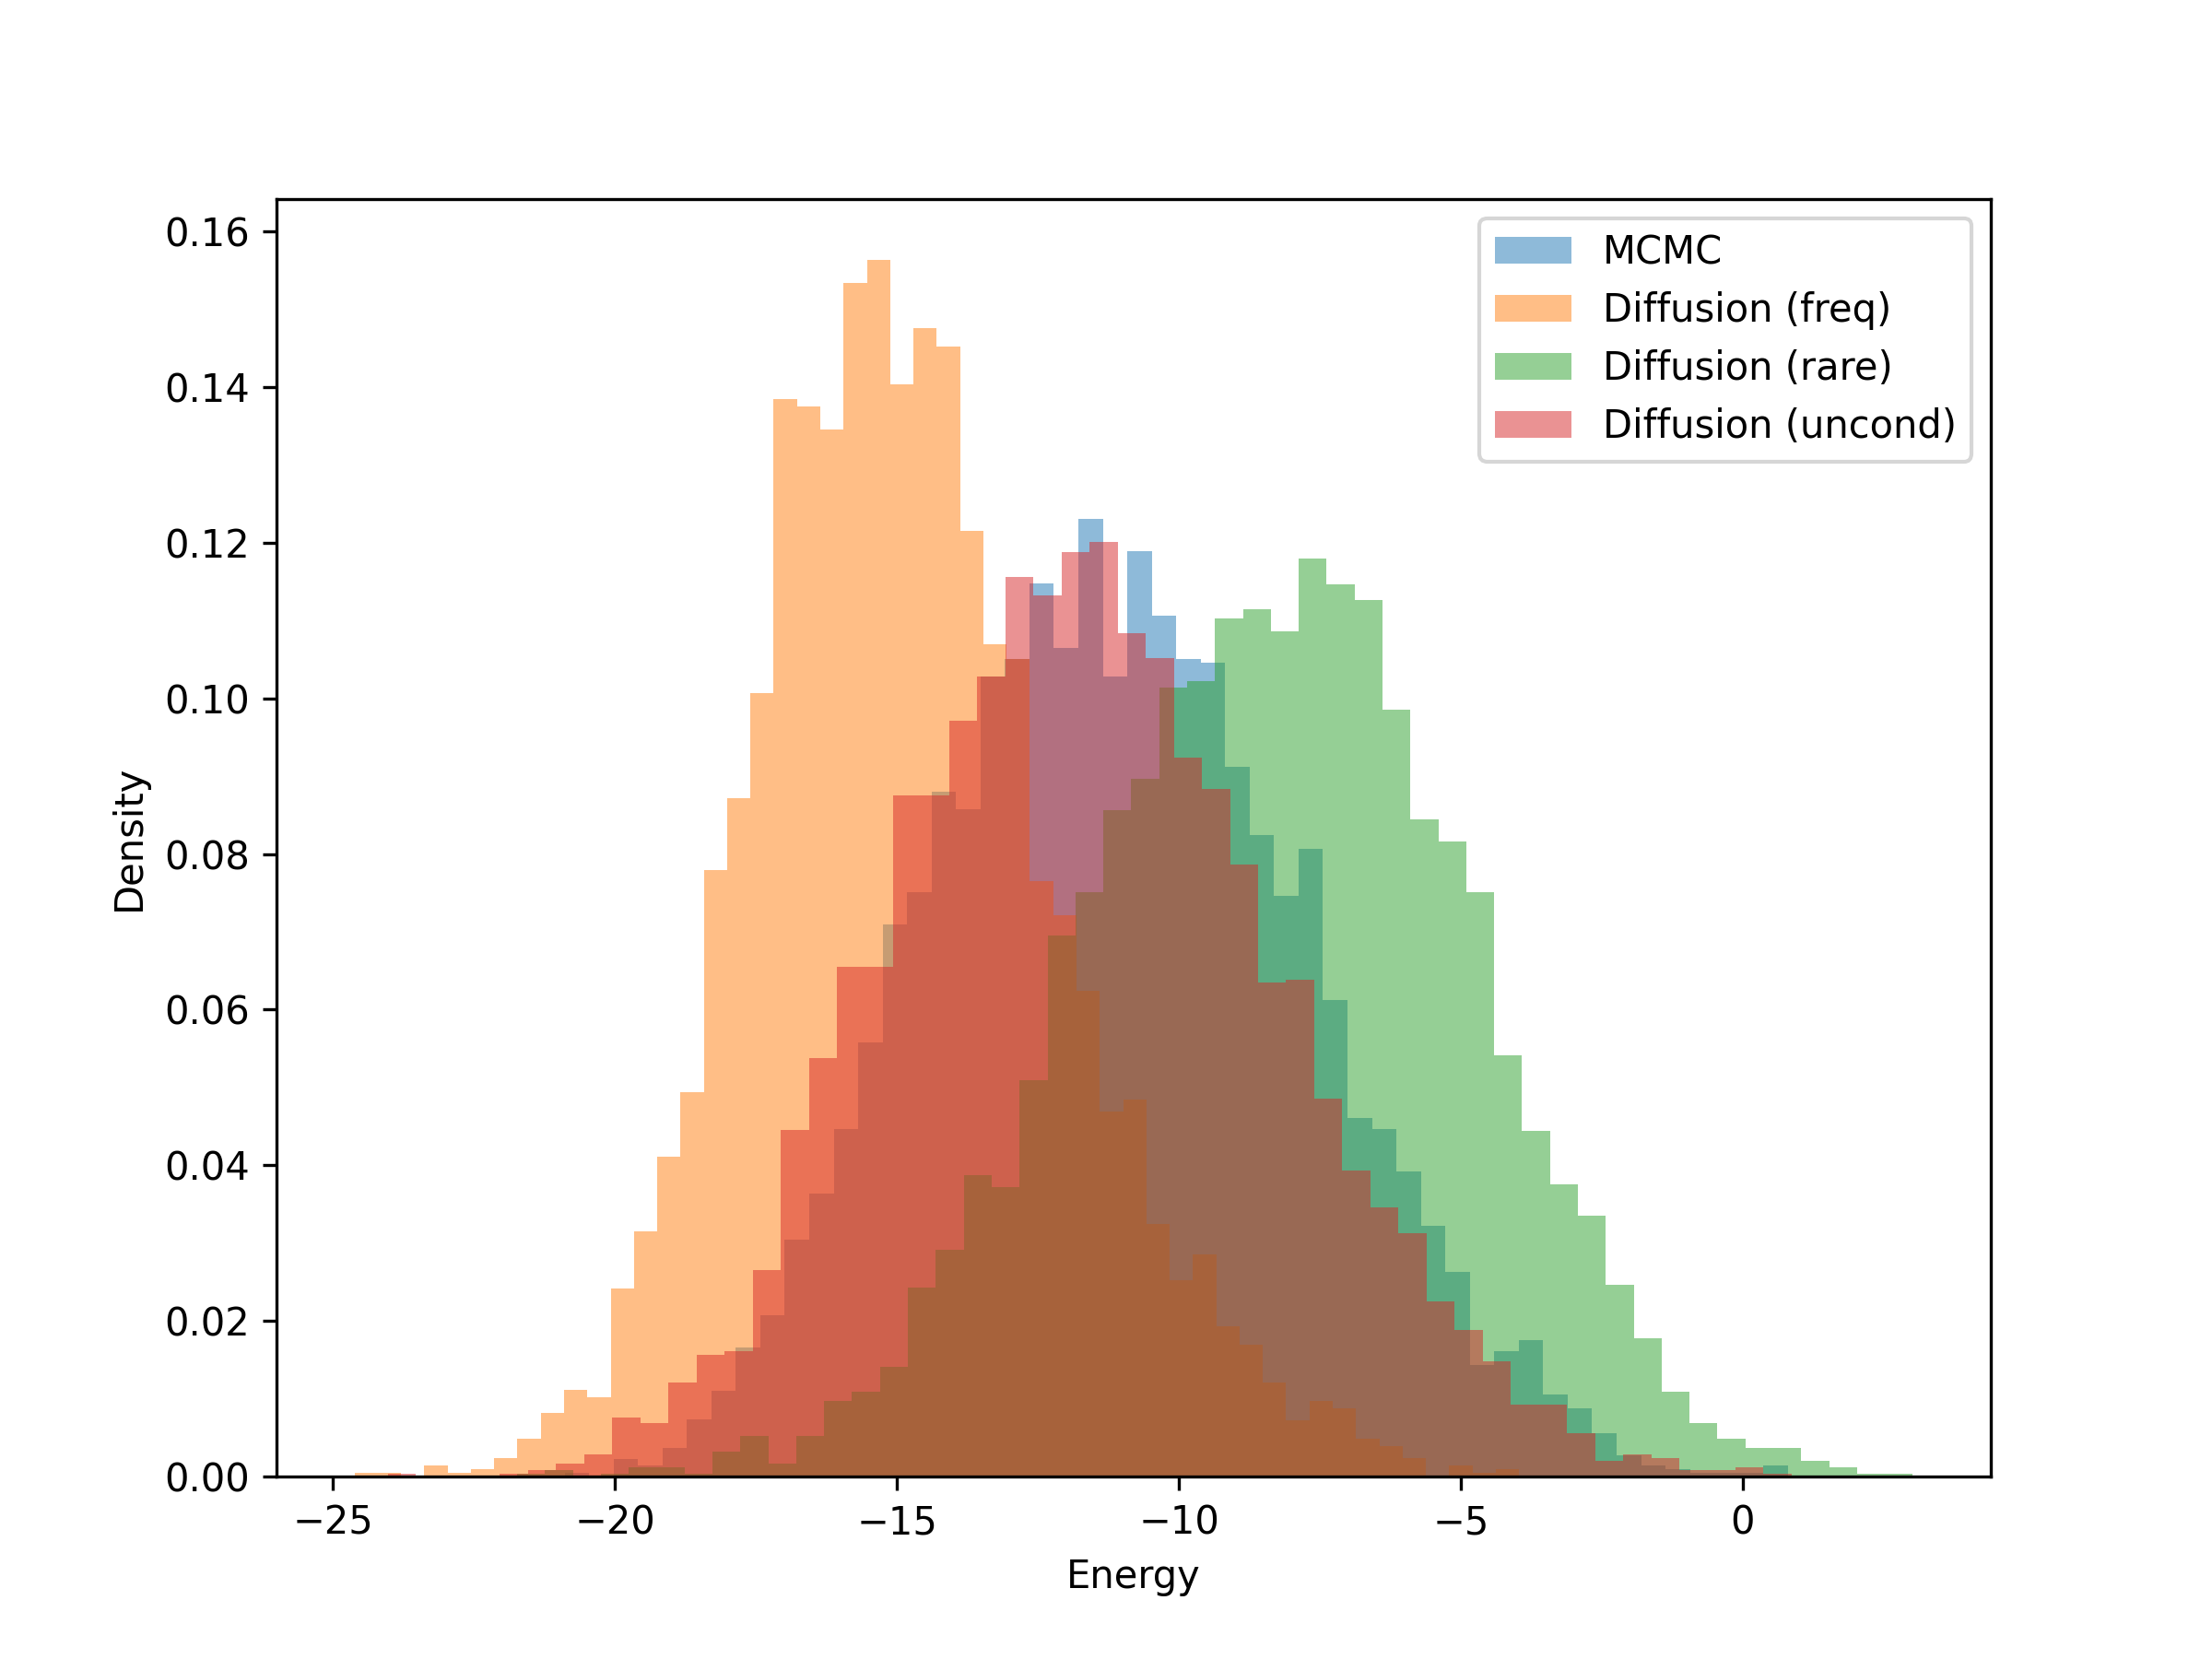 MCMC
Diffusion (freq)
Diffusion (rare)
Diffusion (uncond)
0.16
0.14
0.12
0.10
0.08
0.06
0.04
0.02
0.00
Density
−25 −20 −15 −10 −5 0
Energy